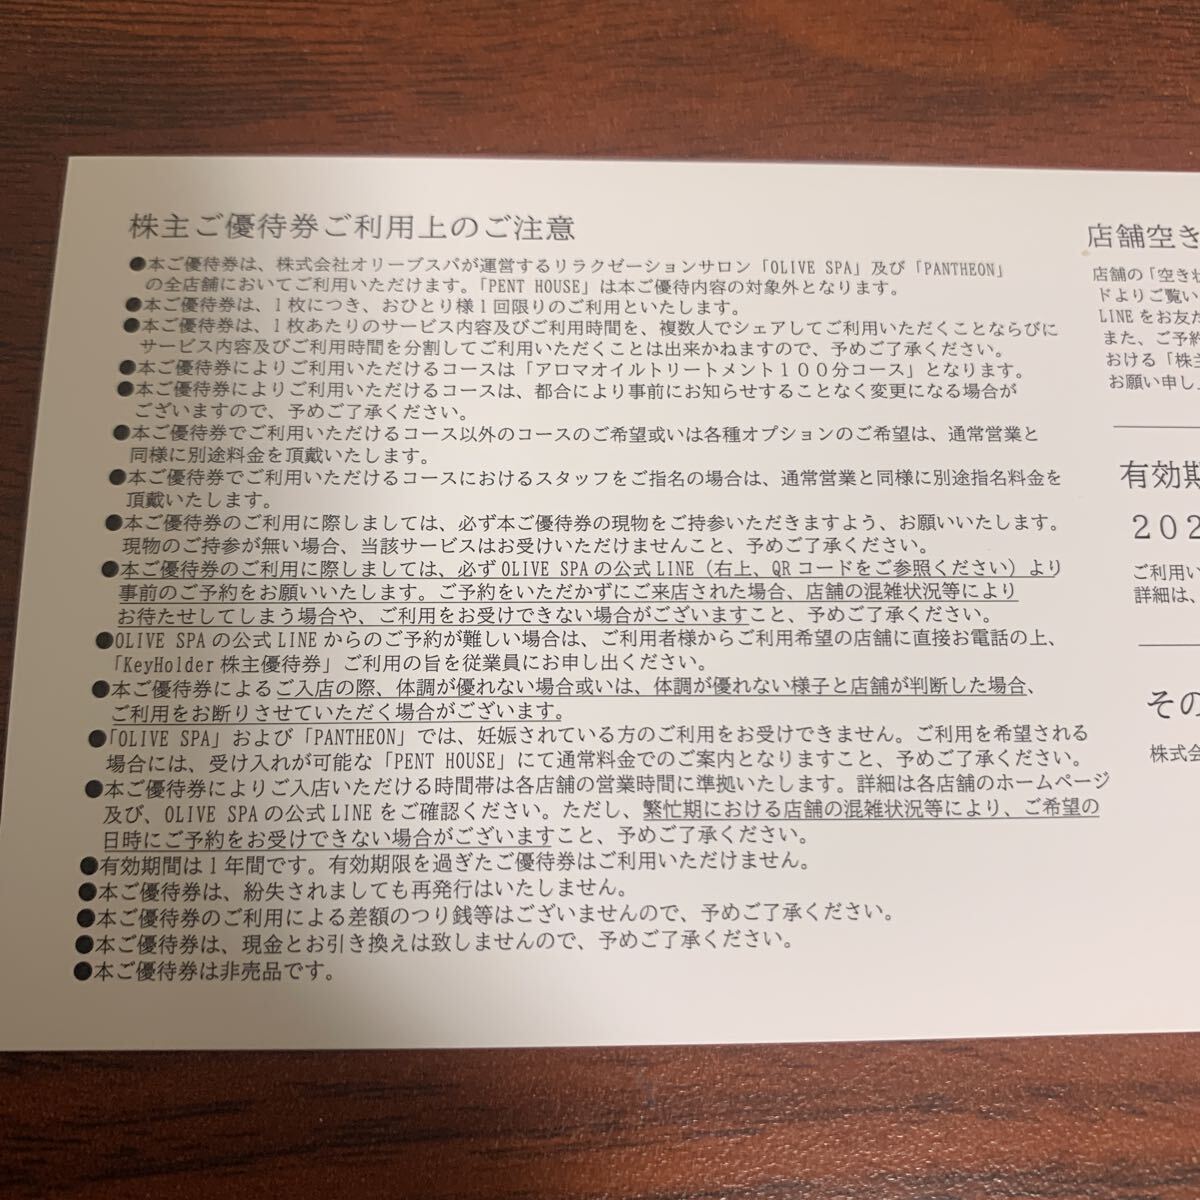 株主ご優待券ご利用上のご注意
●本ご優待券は、株式会社オリーブスパが運営するリラクゼーションサロン「OLIVE SPA」及び「PANTHEON」
の全店舗においてご利用いただけます。「PENT HOUSE」は本ご優待内容の対象外となります。
●本ご優待券は、1枚につき、おひとり様1回限りのご利用といたします。
●本ご優待券は、1枚あたりのサービス内容及びご利用時間を、複数人でシェアしてご利用いただくことならびに
サービス内容及びご利用時間を分割してご利用いただくことは出来かねますので、予めご了承ください。
●本ご優待券によりご利用いただけるコースは「アロマオイルトリートメント100分コース」となります。
●本ご優待券によりご利用いただけるコースは、都合により事前にお知らせすることなく変更になる場合が
ございますので、予めご了承ください。
●本ご優待券でご利用いただけるコース以外のコースのご希望或いは各種オプションのご希望は、通常営業と
同様に別途料金を頂戴いたします。
●本ご優待券でご利用いただけるコースにおけるスタッフをご指名の場合は、通常営業と同様に別途指名料金を
頂戴いたします。
●本ご優待券のご利用に際しましては、必ず本ご優待券の現物をご持参いただきますよう、お願いいたします。
現物のご持参が無い場合、当該サービスはお受けいただけませんこと、予めご了承ください。
●本ご優待券のご利用に際しましては、必ずOLIVE SPAの公式LINE（右上、QRコードをご参照ください）より
事前のご予約をお願いいたします。ご予約をいただかずにご来店された場合、店舗の混雑状況等により
お待たせしてしまう場合や、ご利用をお受けできない場合がございますこと、予めご了承ください。
●OLIVE SPAの公式LINEからのご予約が難しい場合は、ご利用者様からご利用希望の店舗に直接お電話の上、
「KeyHolder株主優待券」ご利用の旨を従業員にお申し出ください。
●本ご優待券によるご入店の際、体調が優れない場合或いは、体調が優れない様子と店舗が判断した場合、
ご利用をお断りさせていただく場合がございます。
●「OLIVE SPA」および「PANTHEON」では、妊娠されている方のご利用をお受けできません。ご利用を希望される
場合には、受け入れが可能な「PENT HOUSE」にて通常料金でのご案内となりますこと、予めご了承ください。
●本ご優待券によりご入店いただける時間帯は各店舗の営業時間に準拠いたします。詳細は各店舗のホームページ
及び、OLIVE SPAの公式LINEをご確認ください。ただし、繁忙期における店舗の混雑状況等により、ご希望の
日時にご予約をお受けできない場合がございますこと、予めご了承ください。
●有効期間は1年間です。有効期限を過ぎたご優待券はご利用いただけません。
●本ご優待券は、紛失されましても再発行はいたしません。
●本ご優待券のご利用による差額のつり銭等はございませんので、予めご了承ください。
●本ご優待券は、現金とお引き換えは致しませんので、予めご了承ください。
●本ご優待券は非売品です。
店舗空き
店舗の「空き状
ドよりご覧い
LINEをお友だ
また、ご予約
おける「株主
お願い申し
有効期
202
ご利用い
詳細は、
その
株式会